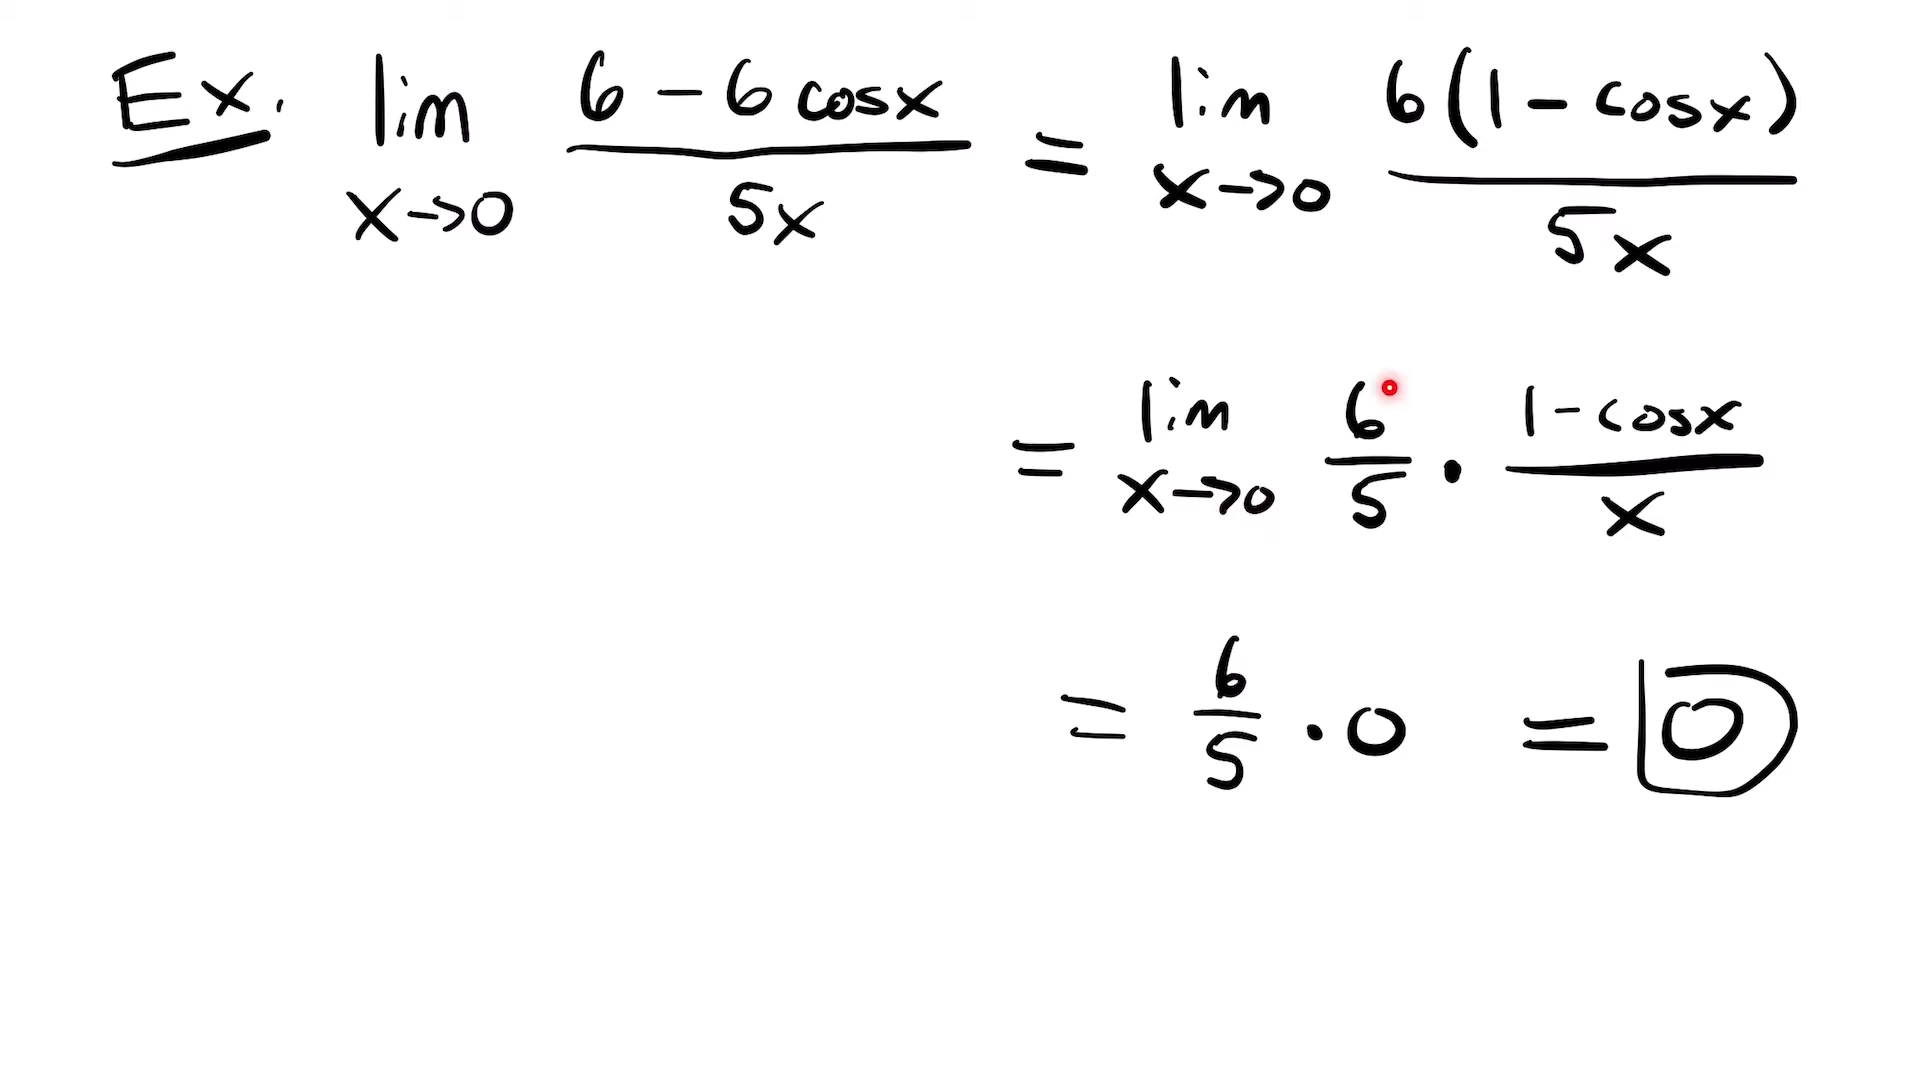 Ex. lim x→0 (6 - 6 cosx)/(5x) = lim x→0 (6(1 - cosx))/(5x)
= lim x→0 6/5 · (1 - cosx)/x
= 6/5 · 0 = 0